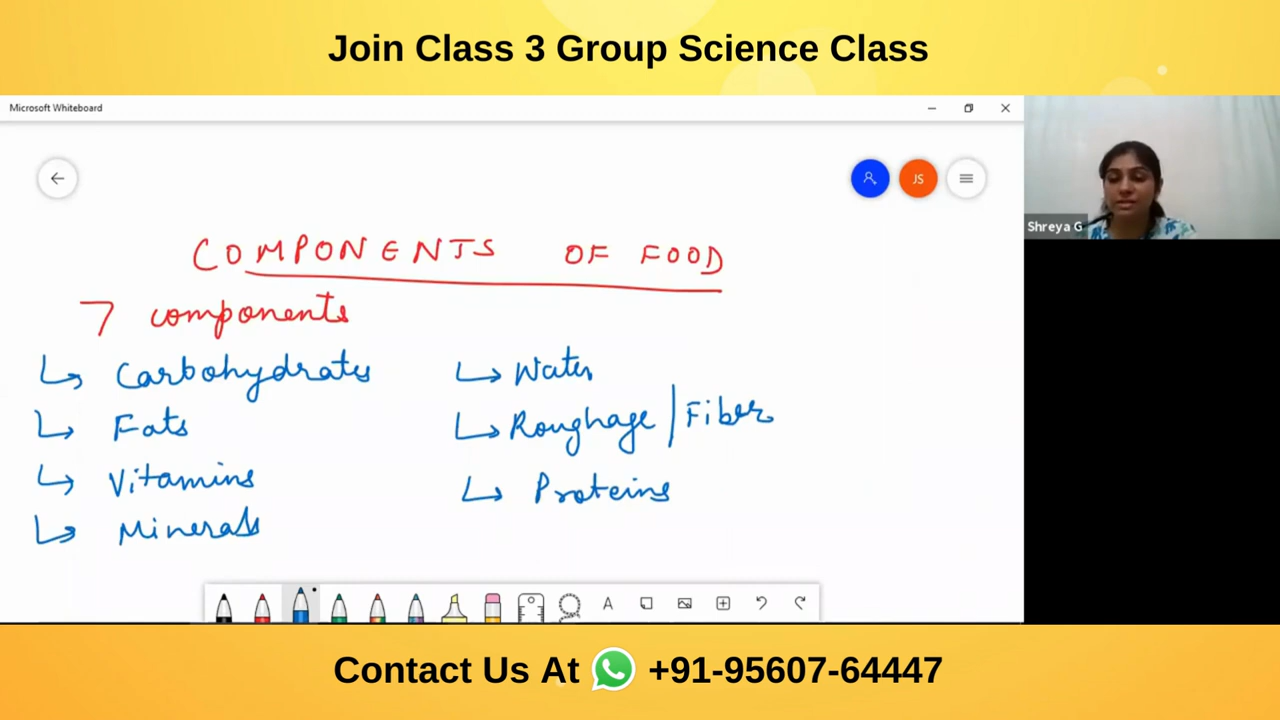 Join Class 3 Group Science Class
Microsoft Whiteboard
JS
Shreya G
COMPONENTS OF FOOD
7 components
↳ Carbohydrates
↳ Fats
↳ Vitamins
↳ Minerals
↳ Water
↳ Roughage / Fiber
↳ Proteins
A
Contact Us At +91-95607-64447